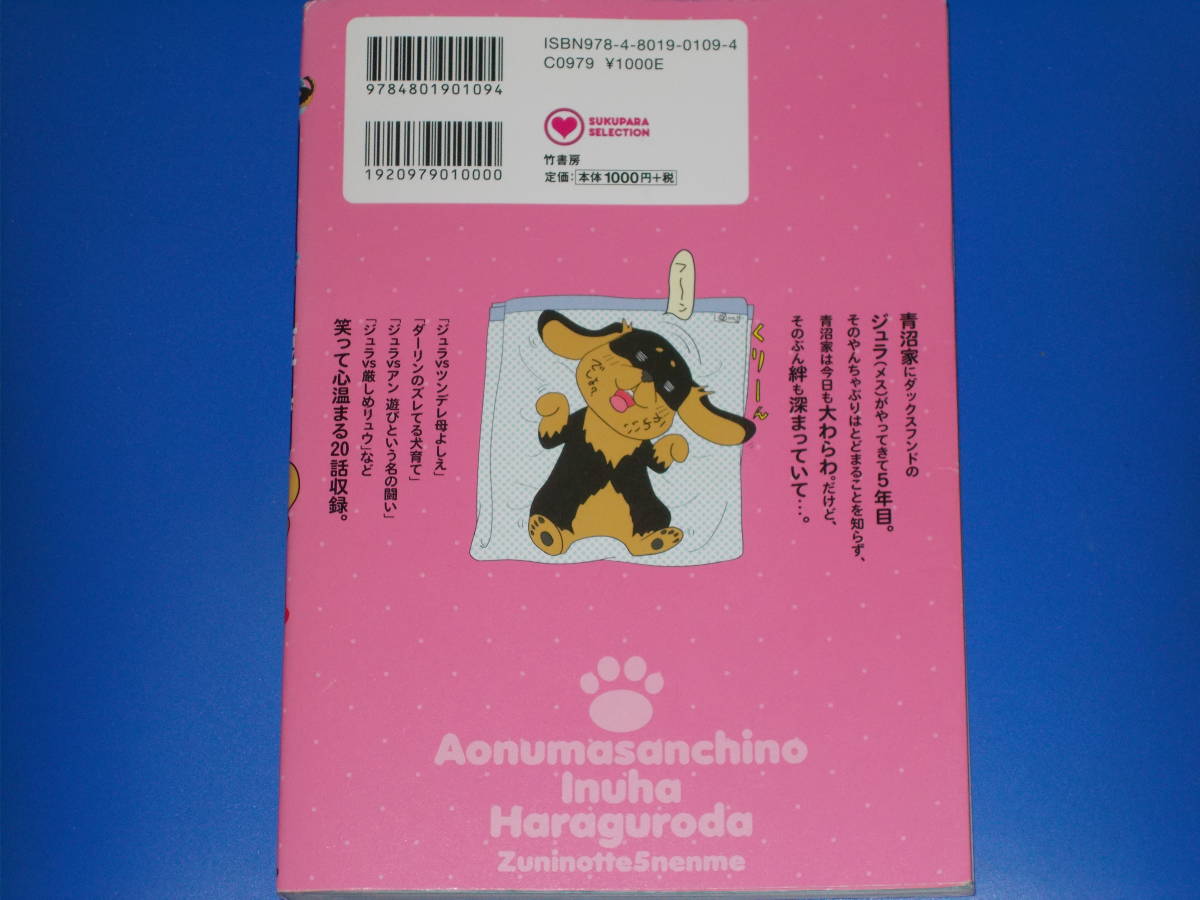 ISBN978-4-8019-0109-4
C0979 ¥1000E
9784801901094
SUKUPARA
SELECTION
竹書房
定価：本体1000円+税
1920979010000
青沼家にダックスフンドの
ジュラ（メス）がやってきて5年目。
そのやんちゃぶりはとどまることを知らず、
青沼家は今日も大わらわ。だけど、
そのぶん絆も深まっていて…。
フ〜ン
くりーん
「ジュラvsツンデレ母よしえ」
「ダーリンのズレてる犬育て」
「ジュラvsアン 遊びという名の闘い」
「ジュラvs厳しめリュウ」など
笑って心温まる20話収録。
Aonumasanchino
Inuha
Haraguroda
Zuninotte5nenme